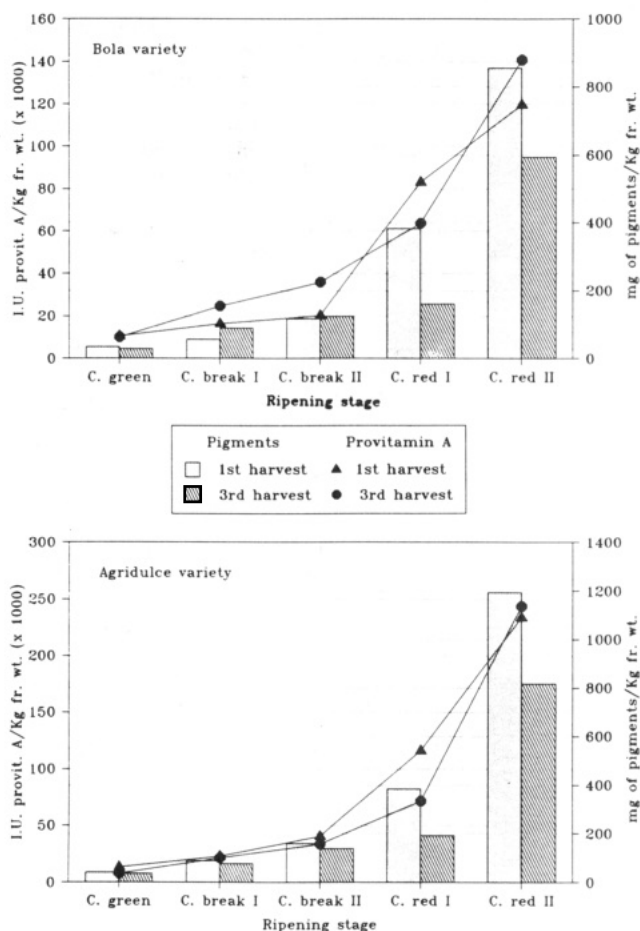 Bola variety
I.U. provit. A/Kg fr. wt. (x 1000)
160
140
120
100
80
60
40
20
0
1000
800
600
400
200
0
mg of pigments/Kg fr. wt.
C. green C. break I C. break II C. red I C. red II
Ripening stage
Pigments Provitamin A
1st harvest 1st harvest
3rd harvest 3rd harvest
Agridulce variety
I.U. provit. A/Kg fr. wt. (x 1000)
300
250
200
150
100
50
0
1400
1200
1000
800
600
400
200
0
mg of pigments/Kg fr. wt.
C. green C. break I C. break II C. red I C. red II
Ripening stage